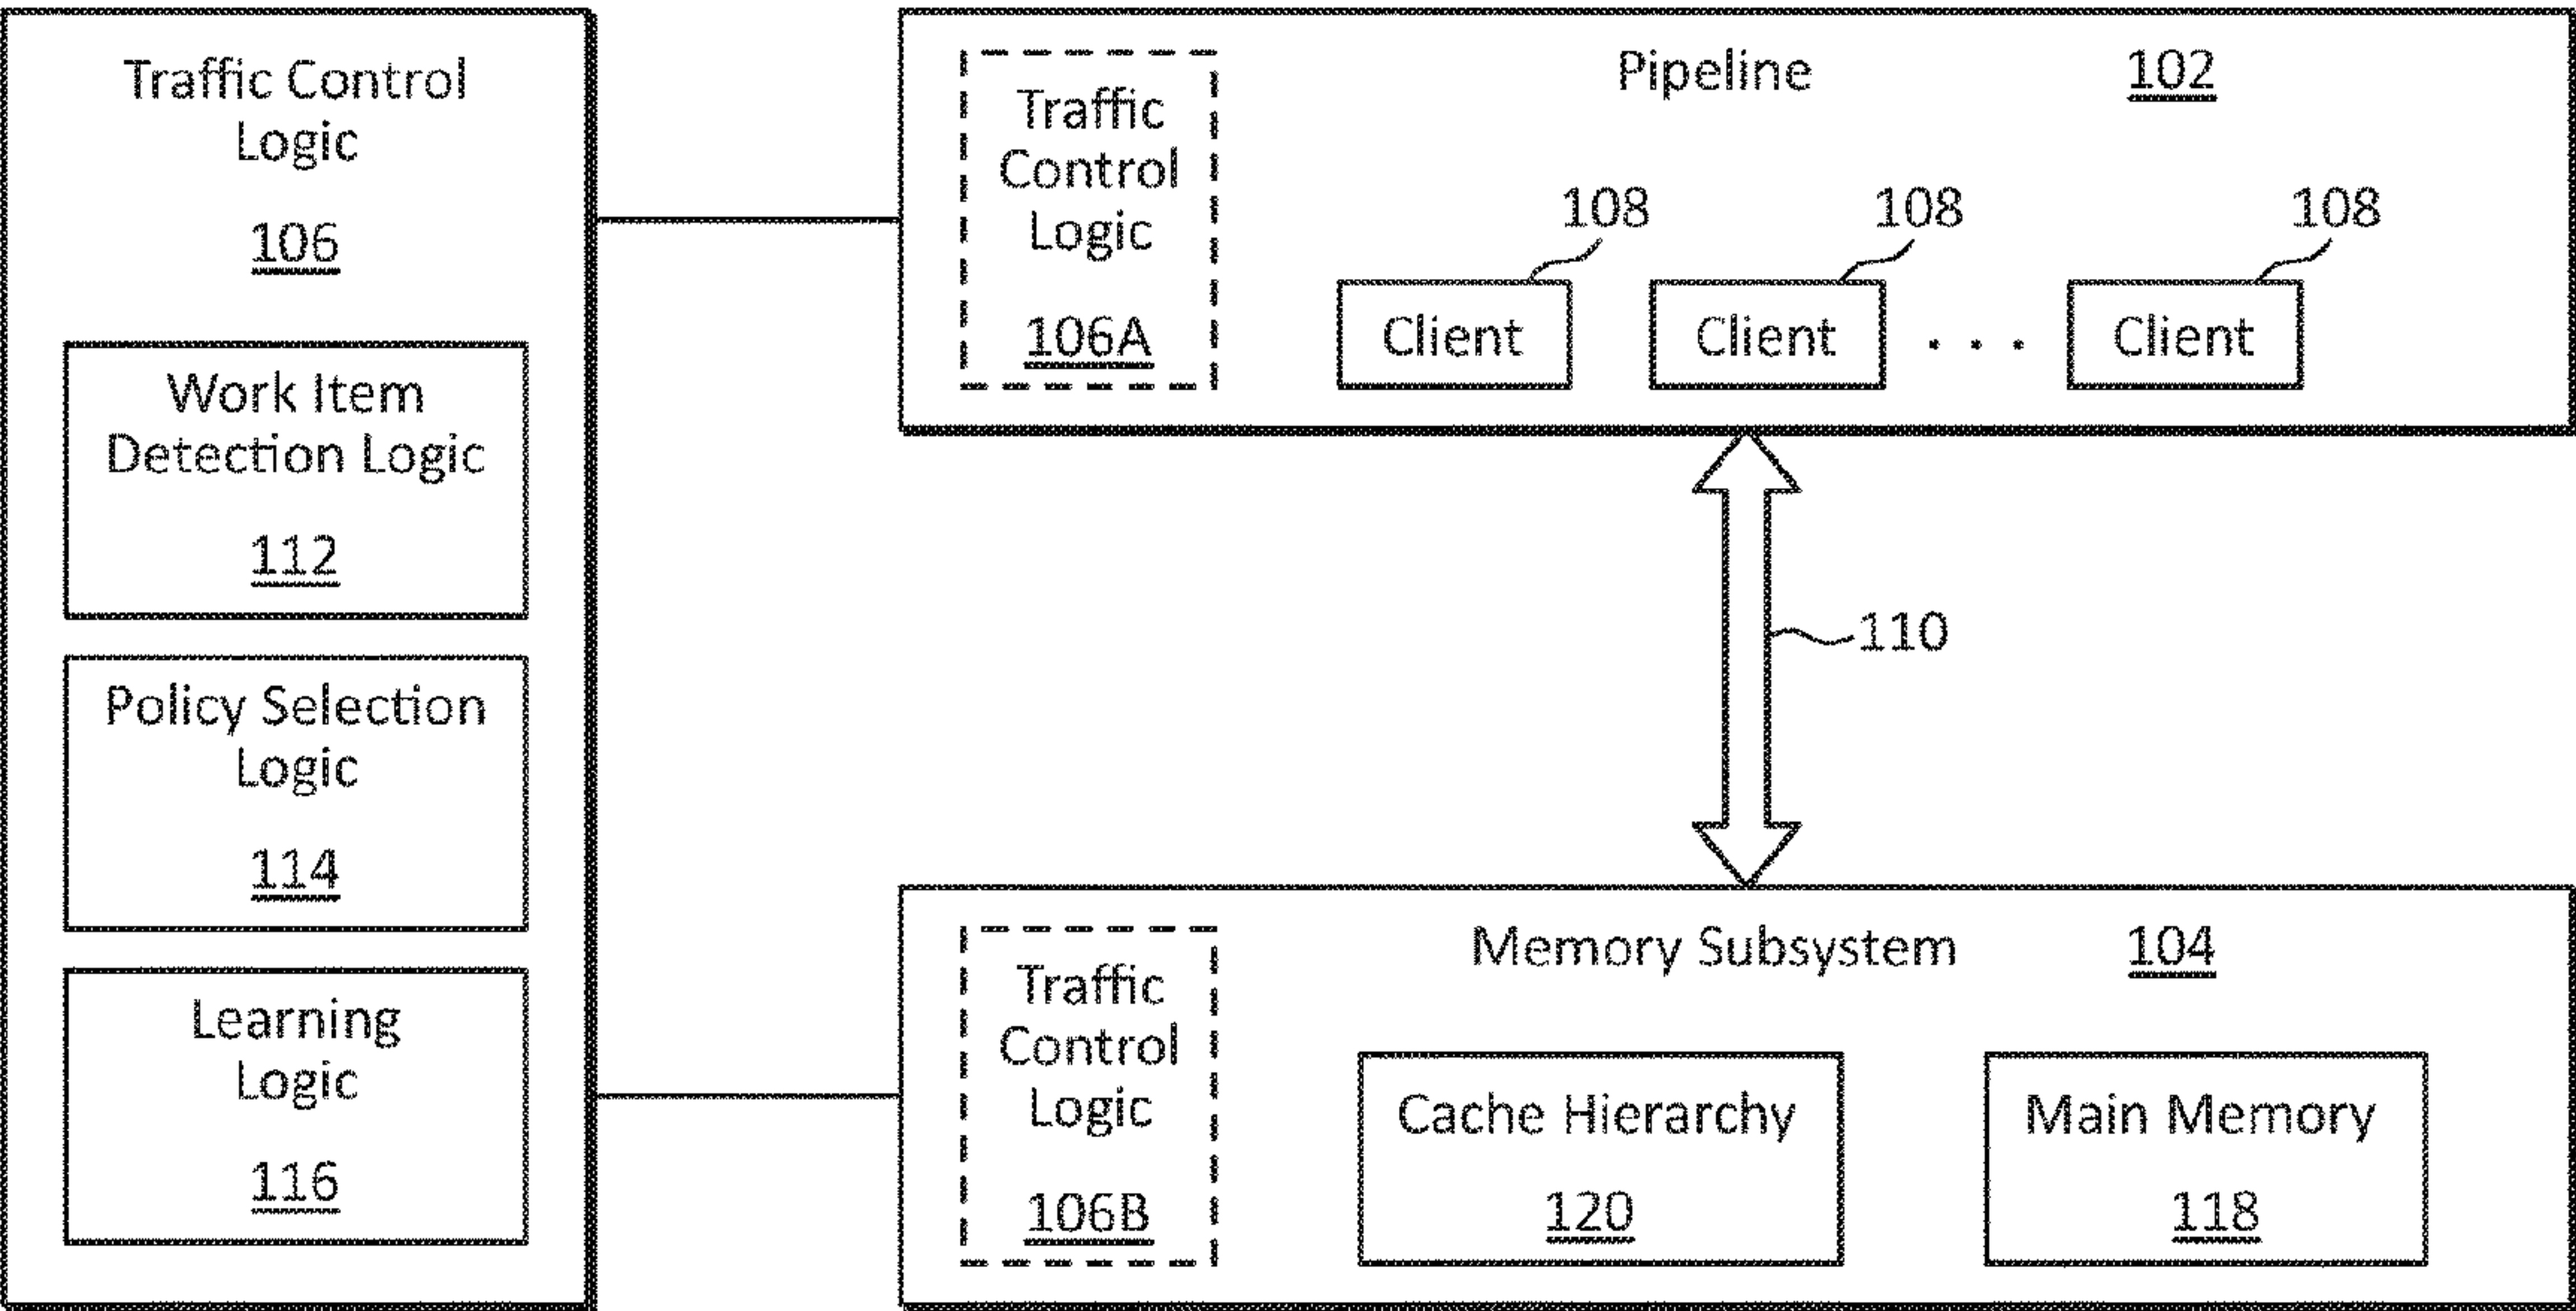 Traffic Control
Logic
106
Work Item
Detection Logic
112
Policy Selection
Logic
114
Learning
Logic
116
Pipeline
102
Traffic
Control
Logic
106A
108
108
108
Client
Client
. . .
Client
110
Memory Subsystem
104
Traffic
Control
Logic
106B
Cache Hierarchy
120
Main Memory
118